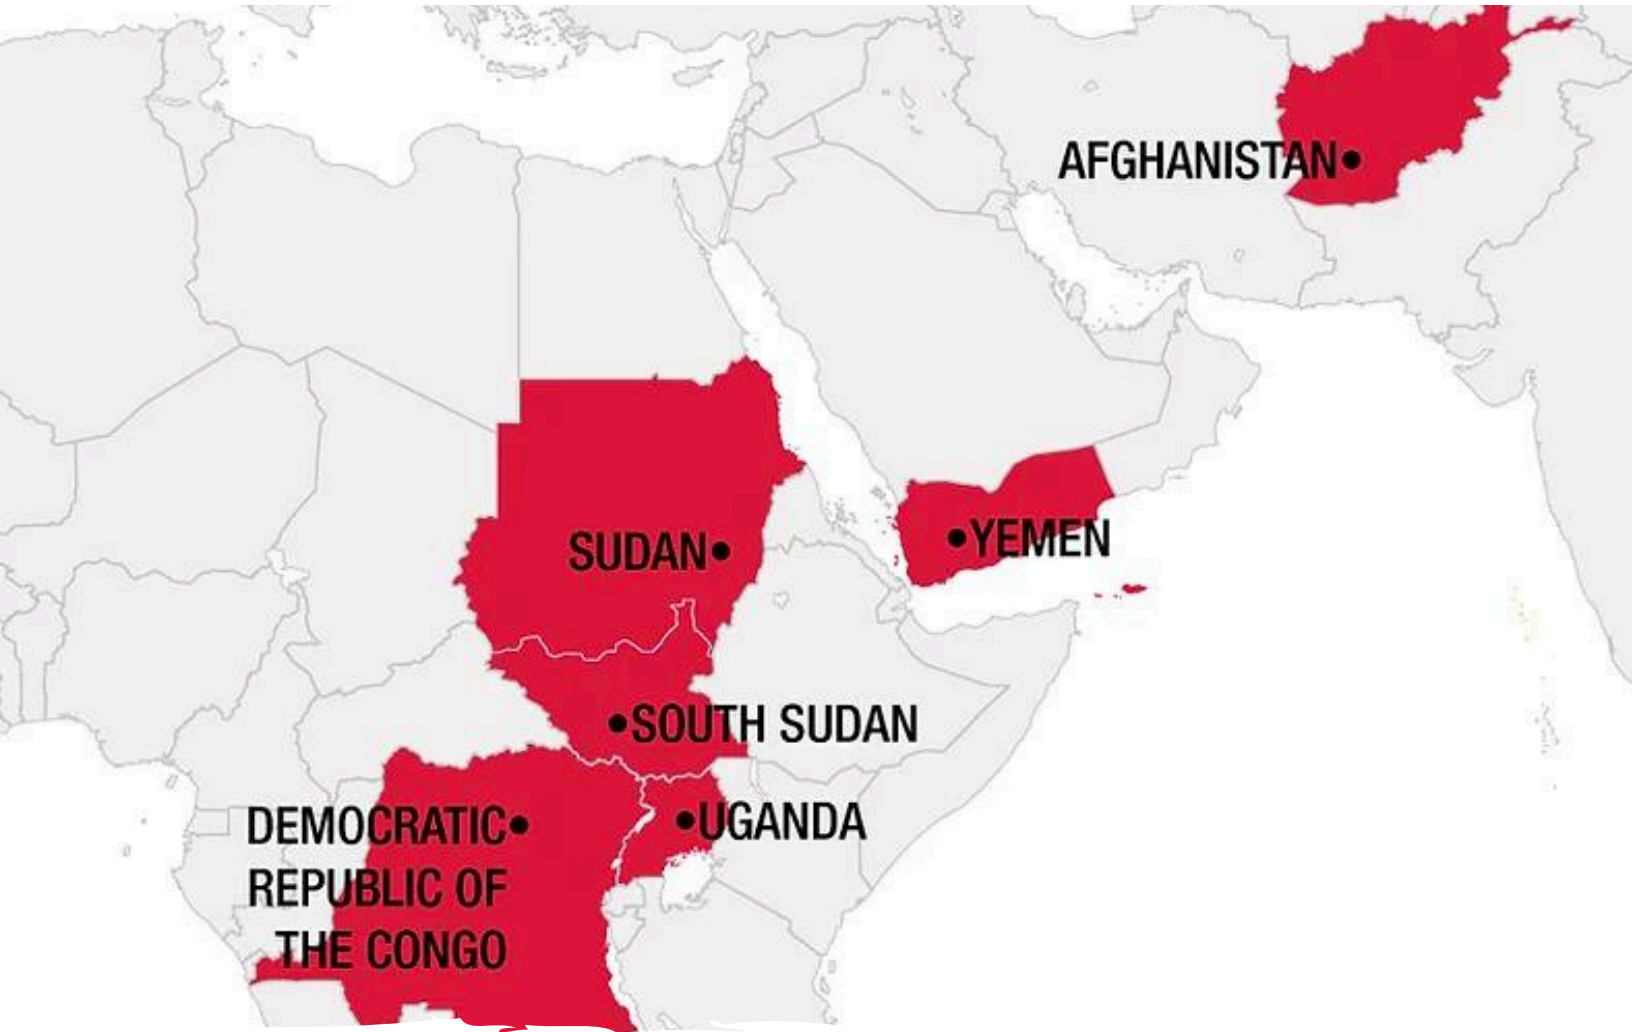 AFGHANISTAN
YEMEN
SUDAN
SOUTH SUDAN
UGANDA
DEMOCRATIC
REPUBLIC OF
THE CONGO